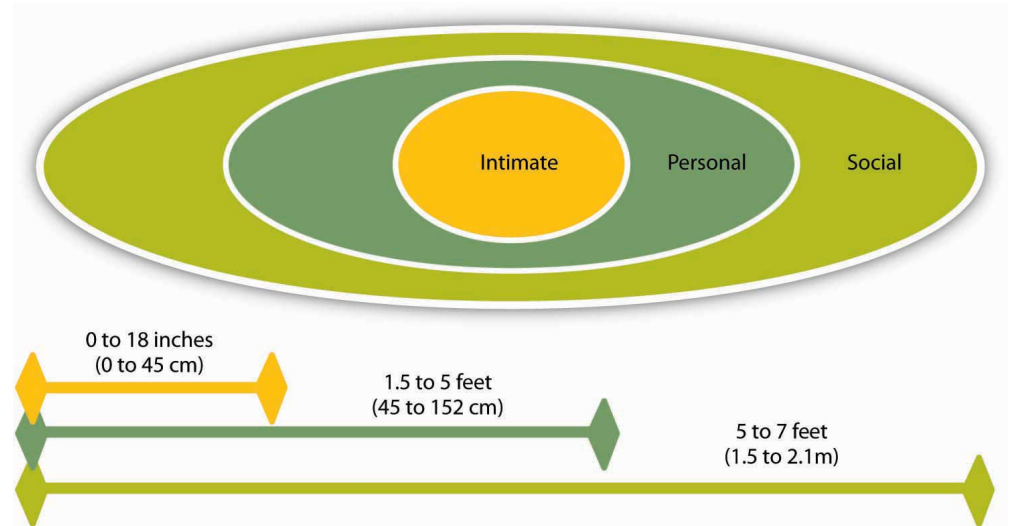 Intimate
Personal
Social
0 to 18 inches
(0 to 45 cm)
1.5 to 5 feet
(45 to 152 cm)
5 to 7 feet
(1.5 to 2.1m)